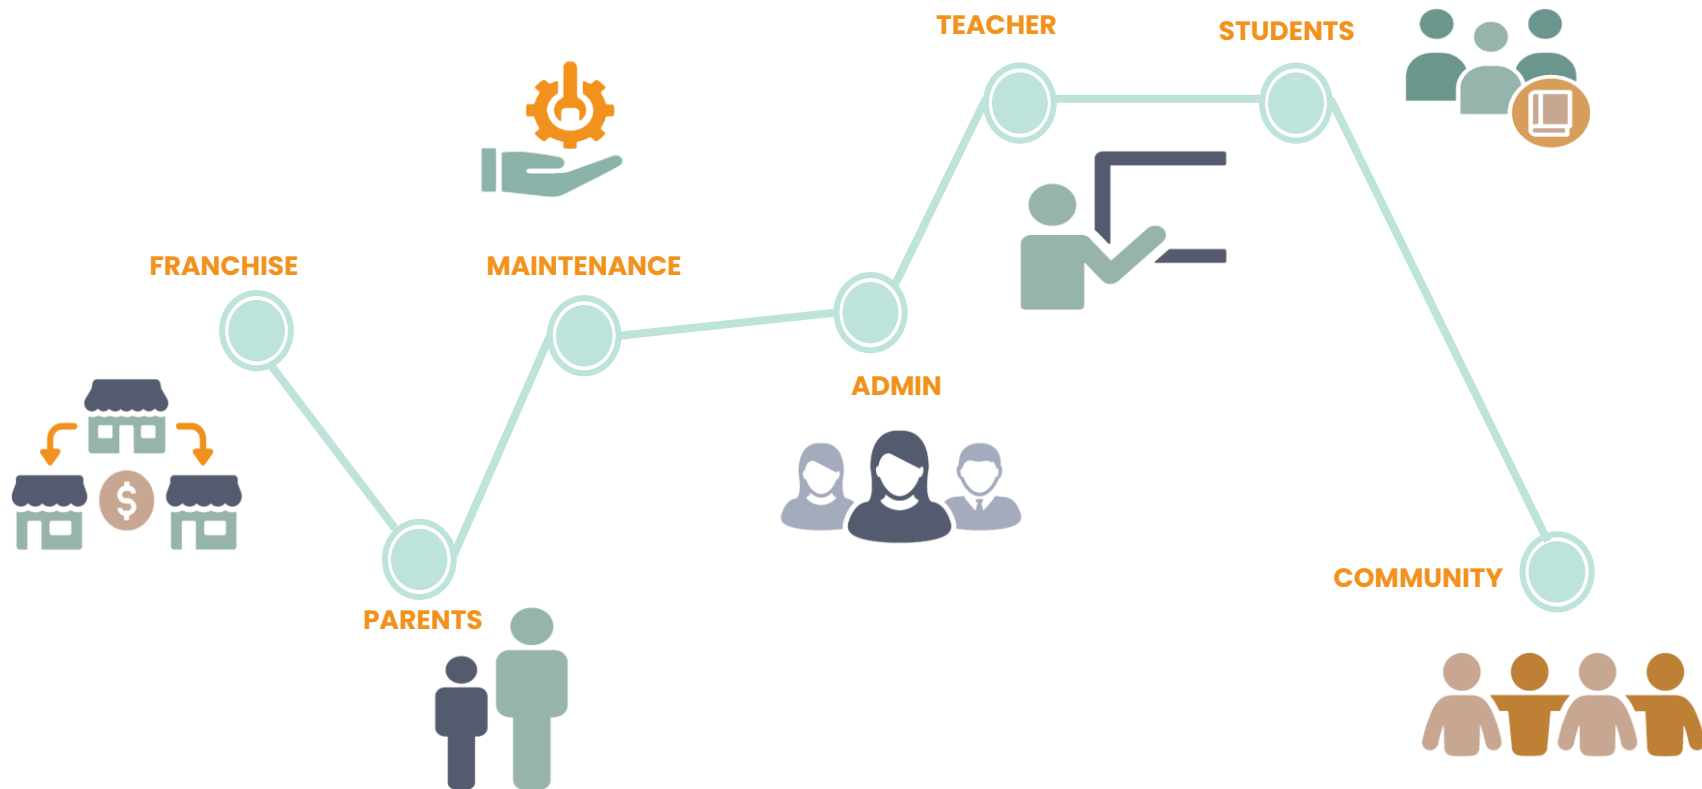 TEACHER
STUDENTS
FRANCHISE
MAINTENANCE
ADMIN
$
COMMUNITY
PARENTS